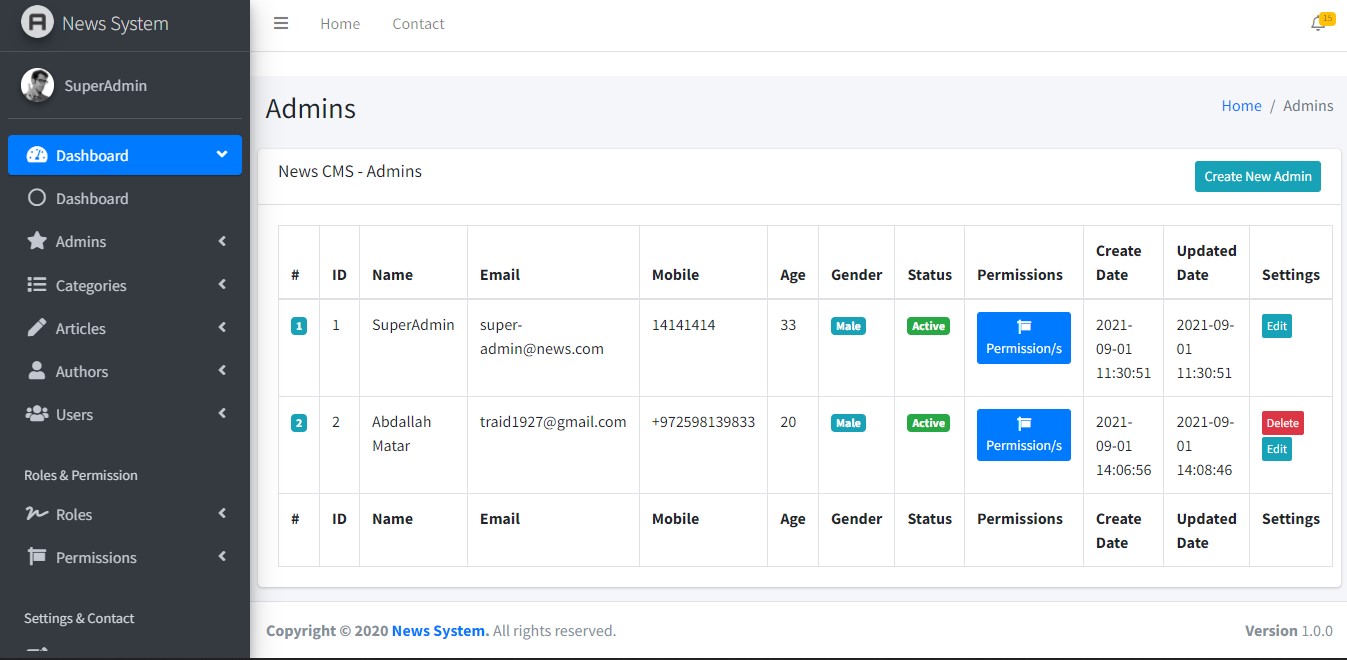 News System
Home Contact
15
SuperAdmin
Dashboard
Dashboard
Admins
Categories
Articles
Authors
Users
Roles & Permission
Roles
Permissions
Settings & Contact
Admins
Home / Admins
News CMS - Admins
Create New Admin
# ID Name Email Mobile Age Gender Status Permissions Create Date Updated Date Settings
1 1 SuperAdmin super-
admin@news.com 14141414 33 Male Active Permission/s 2021-
09-01
11:30:51 2021-09-
01
11:30:51 Edit
2 2 Abdallah
Matar traid1927@gmail.com +972598139833 20 Male Active Permission/s 2021-
09-01
14:06:56 2021-09-
01
14:08:46 Delete
Edit
# ID Name Email Mobile Age Gender Status Permissions Create Date Updated Date Settings
Copyright © 2020 News System. All rights reserved.
Version 1.0.0